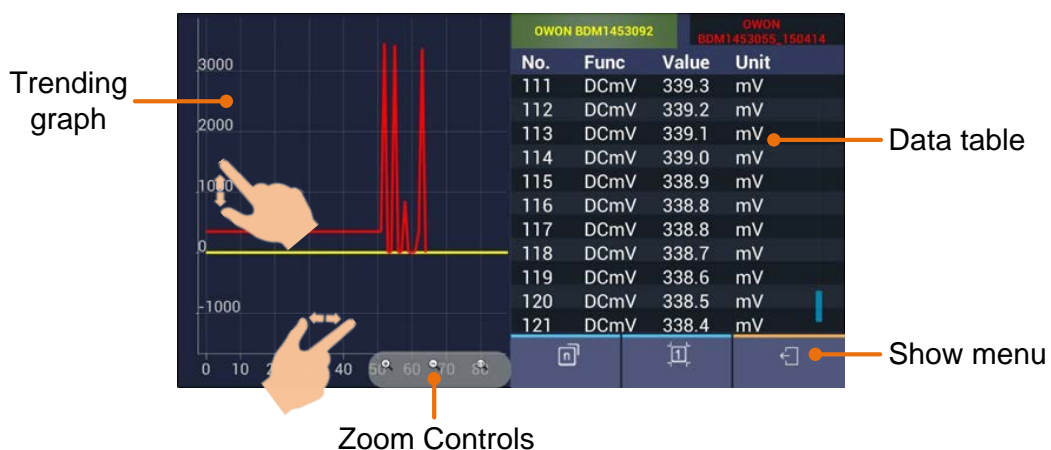 Trending
graph
3000
2000
1000
0
-1000
0 10 40 50 60 70 80
OWON BDM1453092
OWON
BDM1453055_150414
No. Func Value Unit
111 DCmV 339.3 mV
112 DCmV 339.2 mV
113 DCmV 339.1 mV
114 DCmV 339.0 mV
115 DCmV 338.9 mV
116 DCmV 338.8 mV
117 DCmV 338.8 mV
118 DCmV 338.7 mV
119 DCmV 338.6 mV
120 DCmV 338.5 mV
121 DCmV 338.4 mV
n
1
Data table
Show menu
Zoom Controls